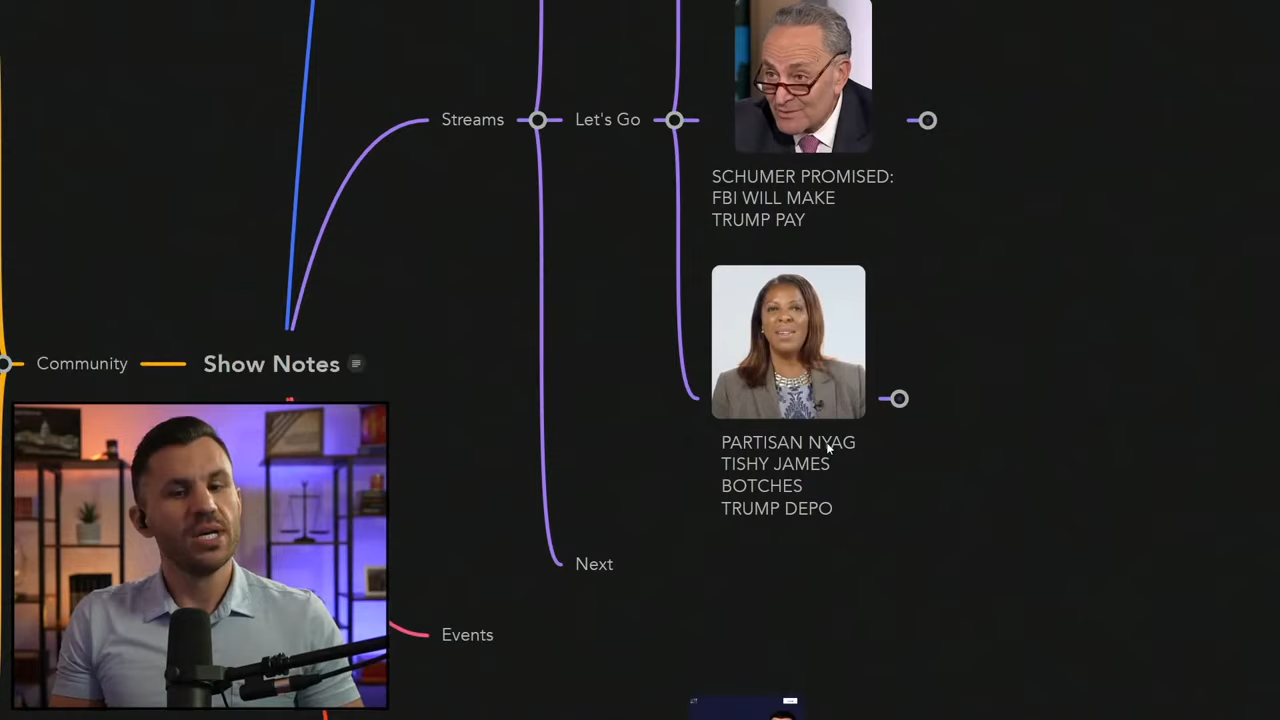 Streams
Let's Go
SCHUMER PROMISED:
FBI WILL MAKE
TRUMP PAY
Community
Show Notes
PARTISAN NYAG
TISHY JAMES
BOTCHES
TRUMP DEPO
Next
Events